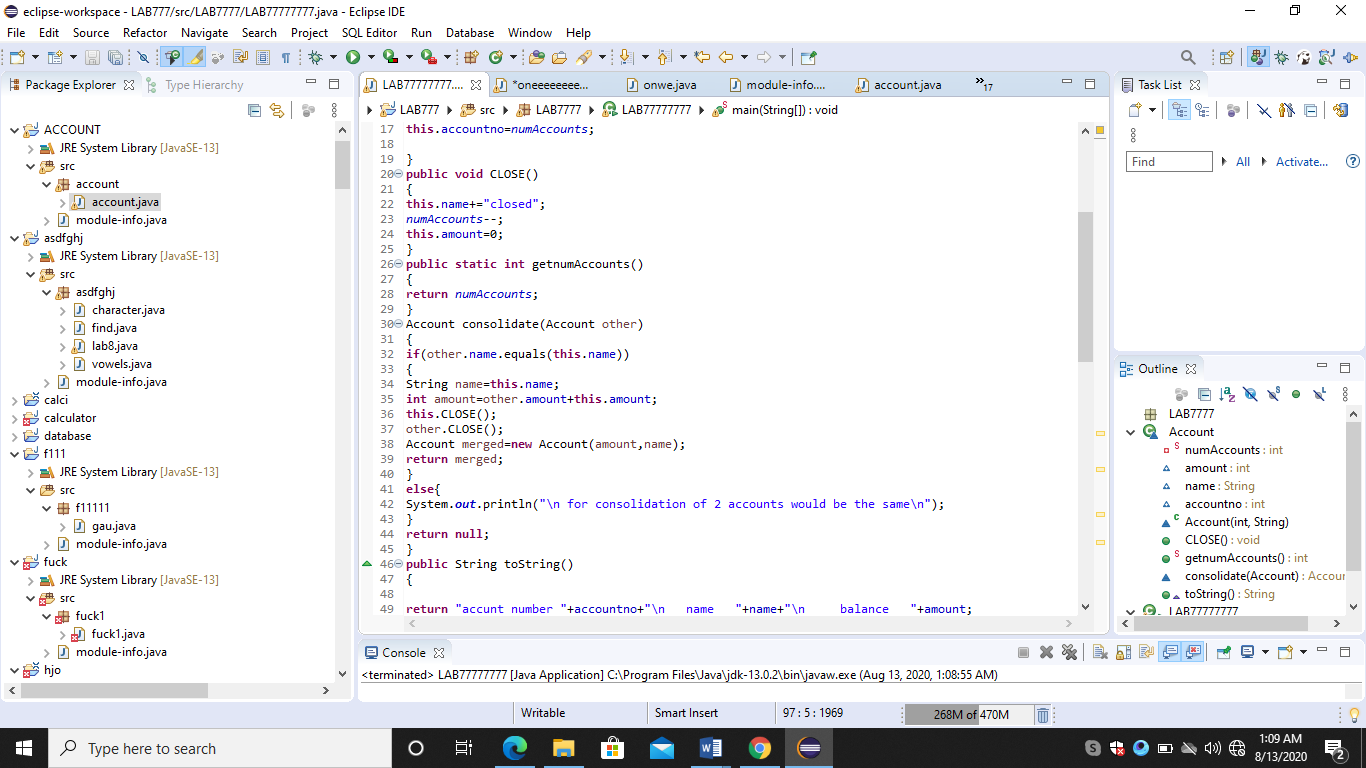 eclipse-workspace - LAB777/src/LAB7777/LAB77777777.java - Eclipse IDE
File Edit Source Refactor Navigate Search Project SQL Editor Run Database Window Help
Package Explorer Type Hierarchy
ACCOUNT
JRE System Library [JavaSE-13]
src
account
account.java
module-info.java
asdfghj
JRE System Library [JavaSE-13]
src
asdfghj
character.java
find.java
lab8.java
vowels.java
module-info.java
calci
calculator
database
f111
JRE System Library [JavaSE-13]
src
f11111
gau.java
module-info.java
fuck
JRE System Library [JavaSE-13]
src
fuck1
fuck1.java
module-info.java
hjo
LAB77777777.... *oneeeeeeee... onwe.java module-info.... account.java »17
LAB777 src LAB7777 LAB77777777 main(String[]) : void
17 this.accountno=numAccounts;
18
19 }
20 public void CLOSE()
21 {
22 this.name+="closed";
23 numAccounts--;
24 this.amount=0;
25 }
26 public static int getnumAccounts()
27 {
28 return numAccounts;
29 }
30 Account consolidate(Account other)
31 {
32 if(other.name.equals(this.name))
33 {
34 String name=this.name;
35 int amount=other.amount+this.amount;
36 this.CLOSE();
37 other.CLOSE();
38 Account merged=new Account(amount,name);
39 return merged;
40 }
41 else{
42 System.out.println("\n for consolidation of 2 accounts would be the same\n");
43 }
44 return null;
45 }
46 public String toString()
47 {
48
49 return "accunt number "+accountno+"\n   name   "+name+"\n     balance   "+amount;
Task List
Find All Activate...
Outline
LAB7777
Account
numAccounts : int
amount : int
name : String
accountno : int
Account(int, String)
CLOSE() : void
getnumAccounts() : int
consolidate(Account) : Accour
toString() : String
LAB77777777
Console
<terminated> LAB77777777 [Java Application] C:\Program Files\Java\jdk-13.0.2\bin\javaw.exe (Aug 13, 2020, 1:08:55 AM)
Writable Smart Insert 97 : 5 : 1969 268M of 470M
Type here to search
1:09 AM
8/13/2020
2